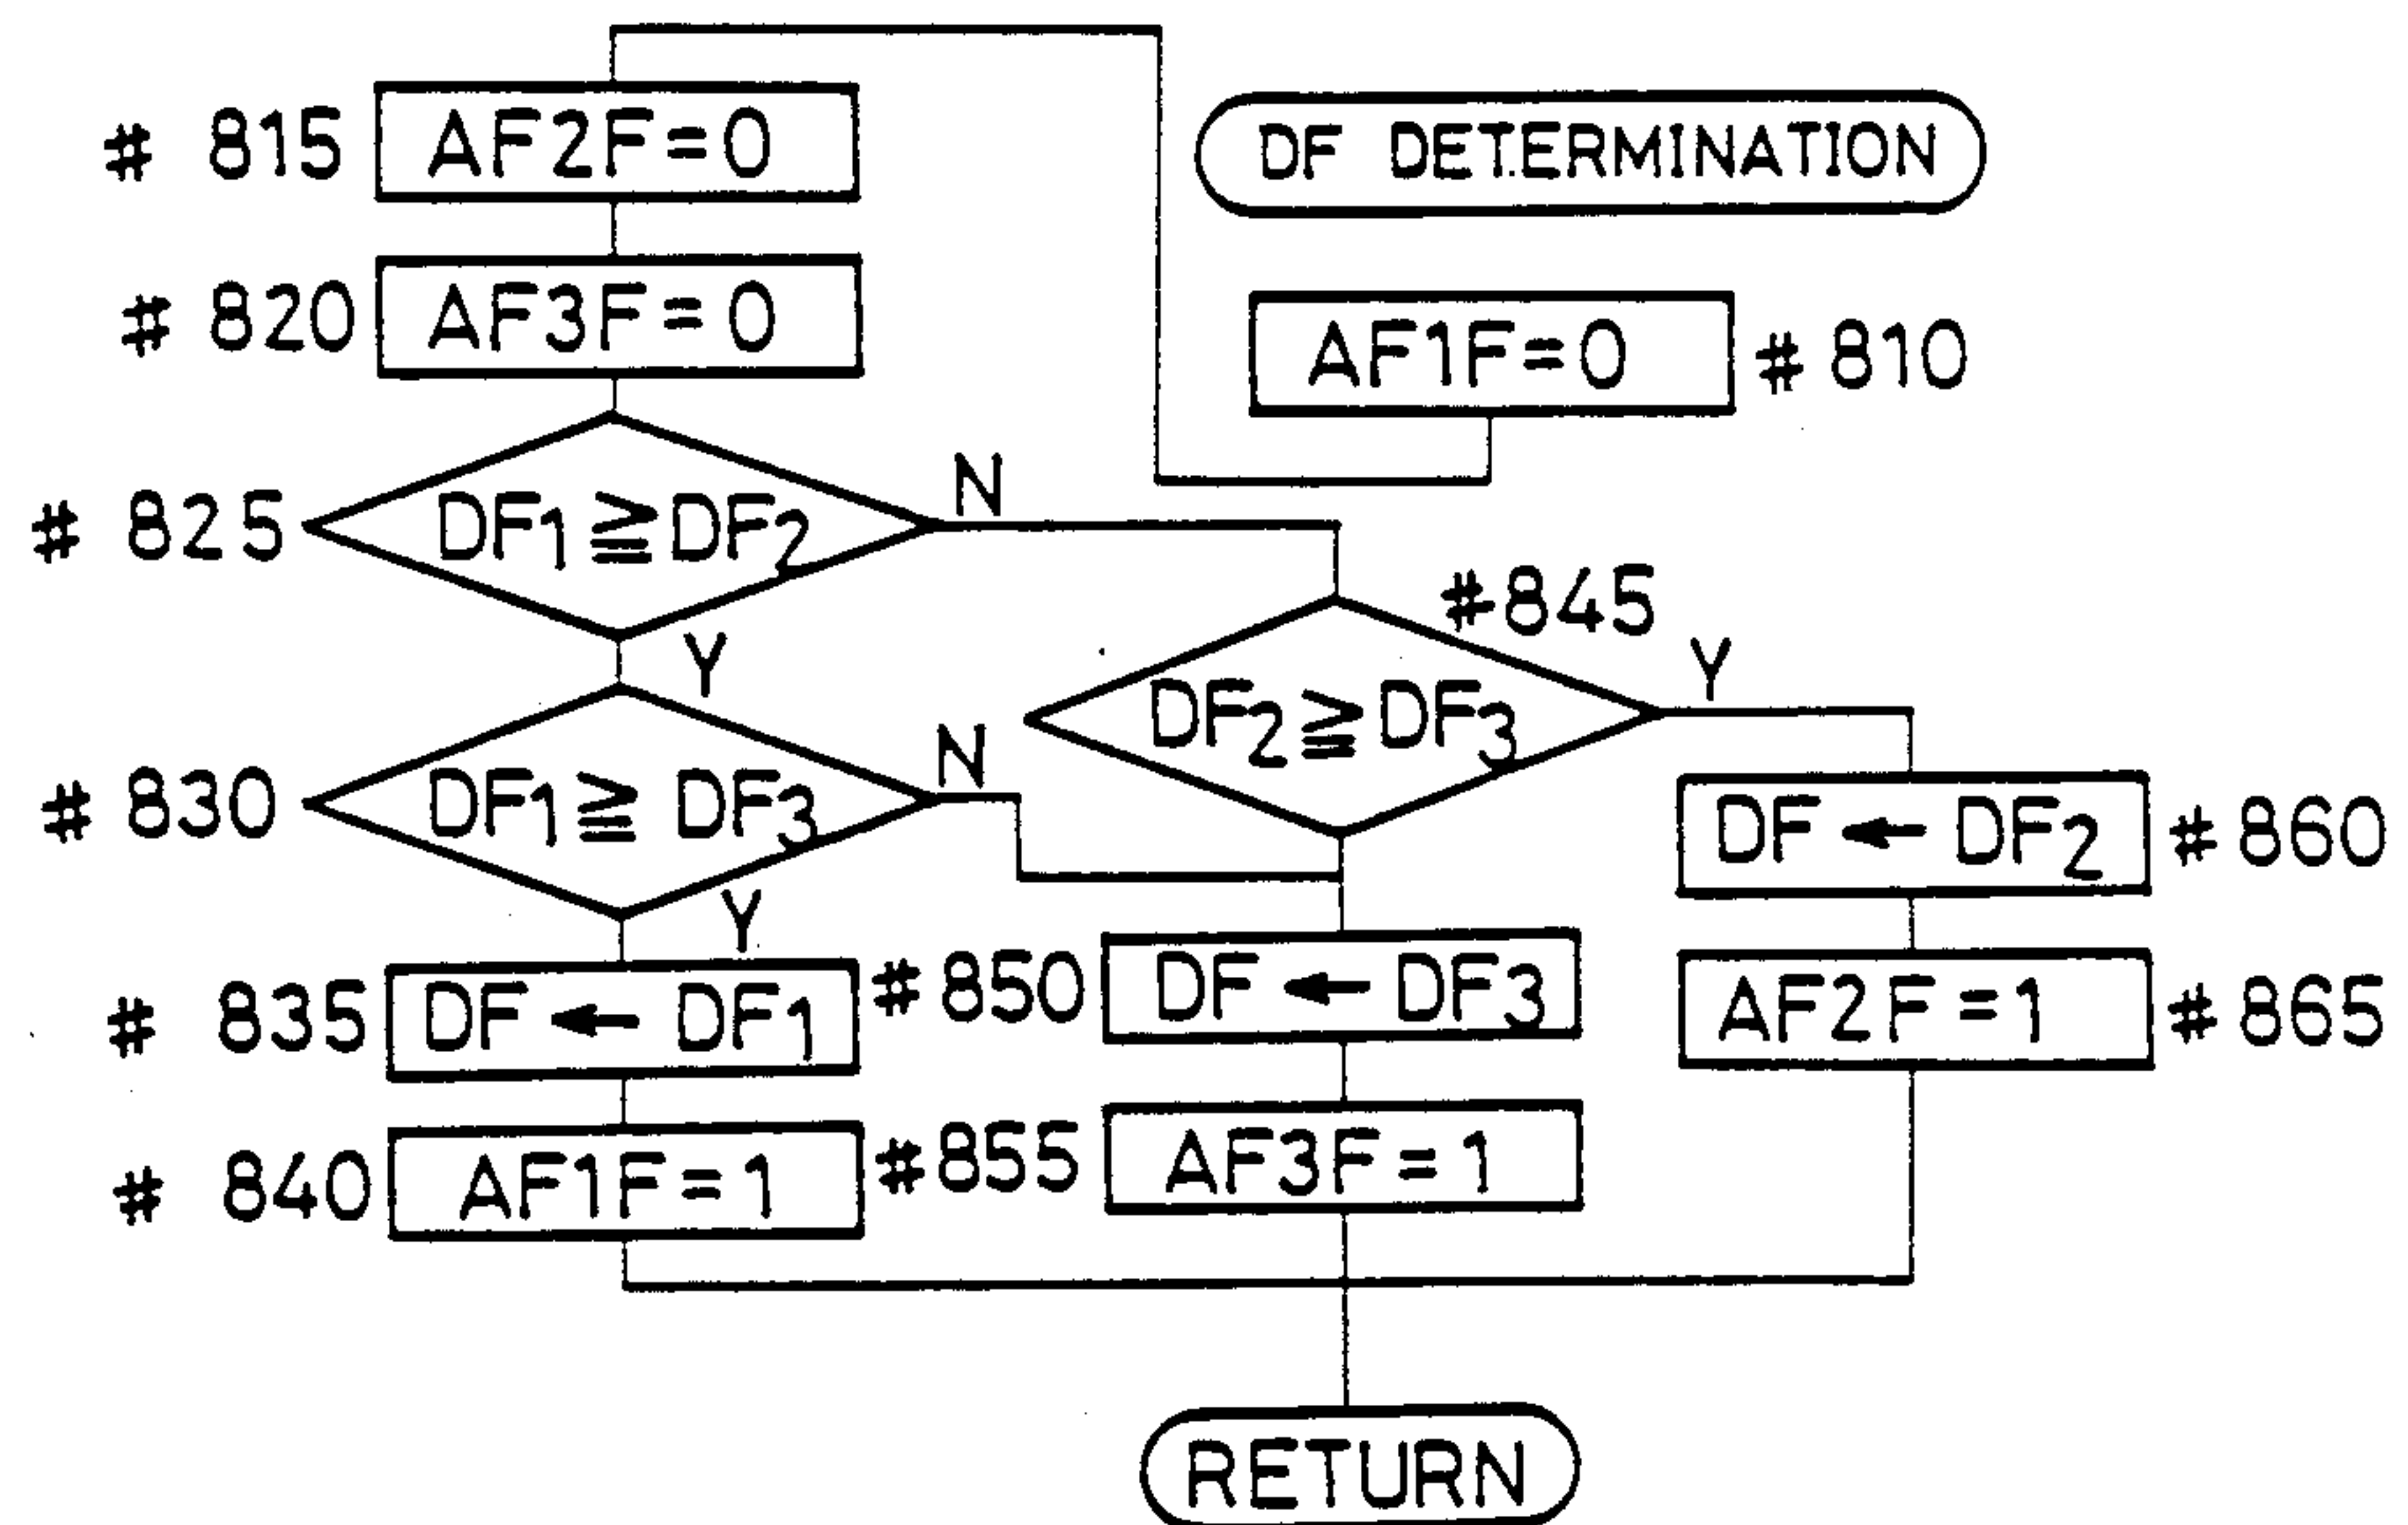 DF DETERMINATION
AF1F=0 # 810
# 815 AF2F=0
# 820 AF3F=0
# 825 DF1≧DF2
N
Y
# 830 DF1≧DF3
N
Y
# 835 DF ← DF1
# 840 AF1F=1
#845
DF2≧DF3
Y
#850 DF ← DF3
#855 AF3F=1
DF ← DF2 #860
AF2F=1 #865
RETURN